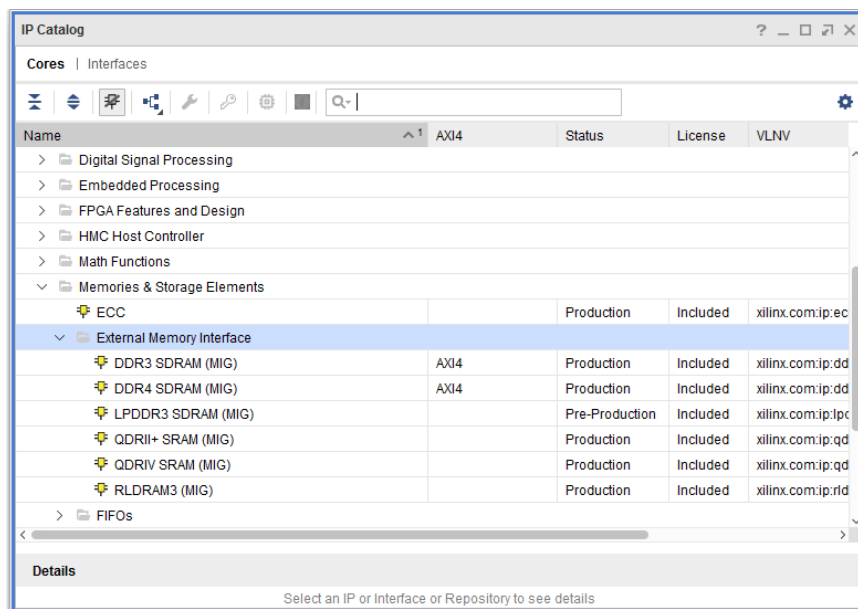 IP Catalog
Cores | Interfaces
Name 1 AXI4 Status License VLNV
Digital Signal Processing
Embedded Processing
FPGA Features and Design
HMC Host Controller
Math Functions
Memories & Storage Elements
ECC Production Included xilinx.com:ip:ec
External Memory Interface
DDR3 SDRAM (MIG) AXI4 Production Included xilinx.com:ip:dd
DDR4 SDRAM (MIG) AXI4 Production Included xilinx.com:ip:dd
LPDDR3 SDRAM (MIG) Pre-Production Included xilinx.com:ip:lpd
QDRII+ SRAM (MIG) Production Included xilinx.com:ip:qd
QDRIV SRAM (MIG) Production Included xilinx.com:ip:qd
RLDRAM3 (MIG) Production Included xilinx.com:ip:rld
FIFOs
Details
Select an IP or Interface or Repository to see details